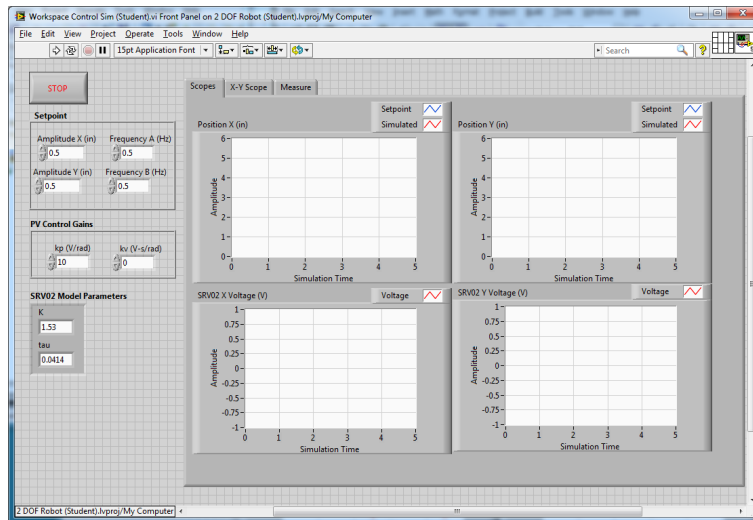 Workspace Control Sim (Student).vi Front Panel on 2 DOF Robot (Student).lvproj/My Computer
File Edit View Project Operate Tools Window Help
15pt Application Font
Search
STOP
Setpoint
Amplitude X (in) Frequency A (Hz)
0.5 0.5
Amplitude Y (in) Frequency B (Hz)
0.5 0.5
PV Control Gains
kp (V/rad) kv (V-s/rad)
10 0
SRV02 Model Parameters
K
1.53
tau
0.0414
Scopes X-Y Scope Measure
Setpoint
Position X (in) Simulated
Amplitude
6
5
4
3
2
1
0
0 1 2 3 4 5
Simulation Time
Setpoint
Position Y (in) Simulated
Amplitude
6
5
4
3
2
1
0
0 1 2 3 4 5
Simulation Time
SRV02 X Voltage (V) Voltage
Amplitude
1
0.75
0.5
0.25
0
-0.25
-0.5
-0.75
-1
0 1 2 3 4 5
Simulation Time
SRV02 Y Voltage (V) Voltage
Amplitude
1
0.75
0.5
0.25
0
-0.25
-0.5
-0.75
-1
0 1 2 3 4 5
Simulation Time
2 DOF Robot (Student).lvproj/My Computer